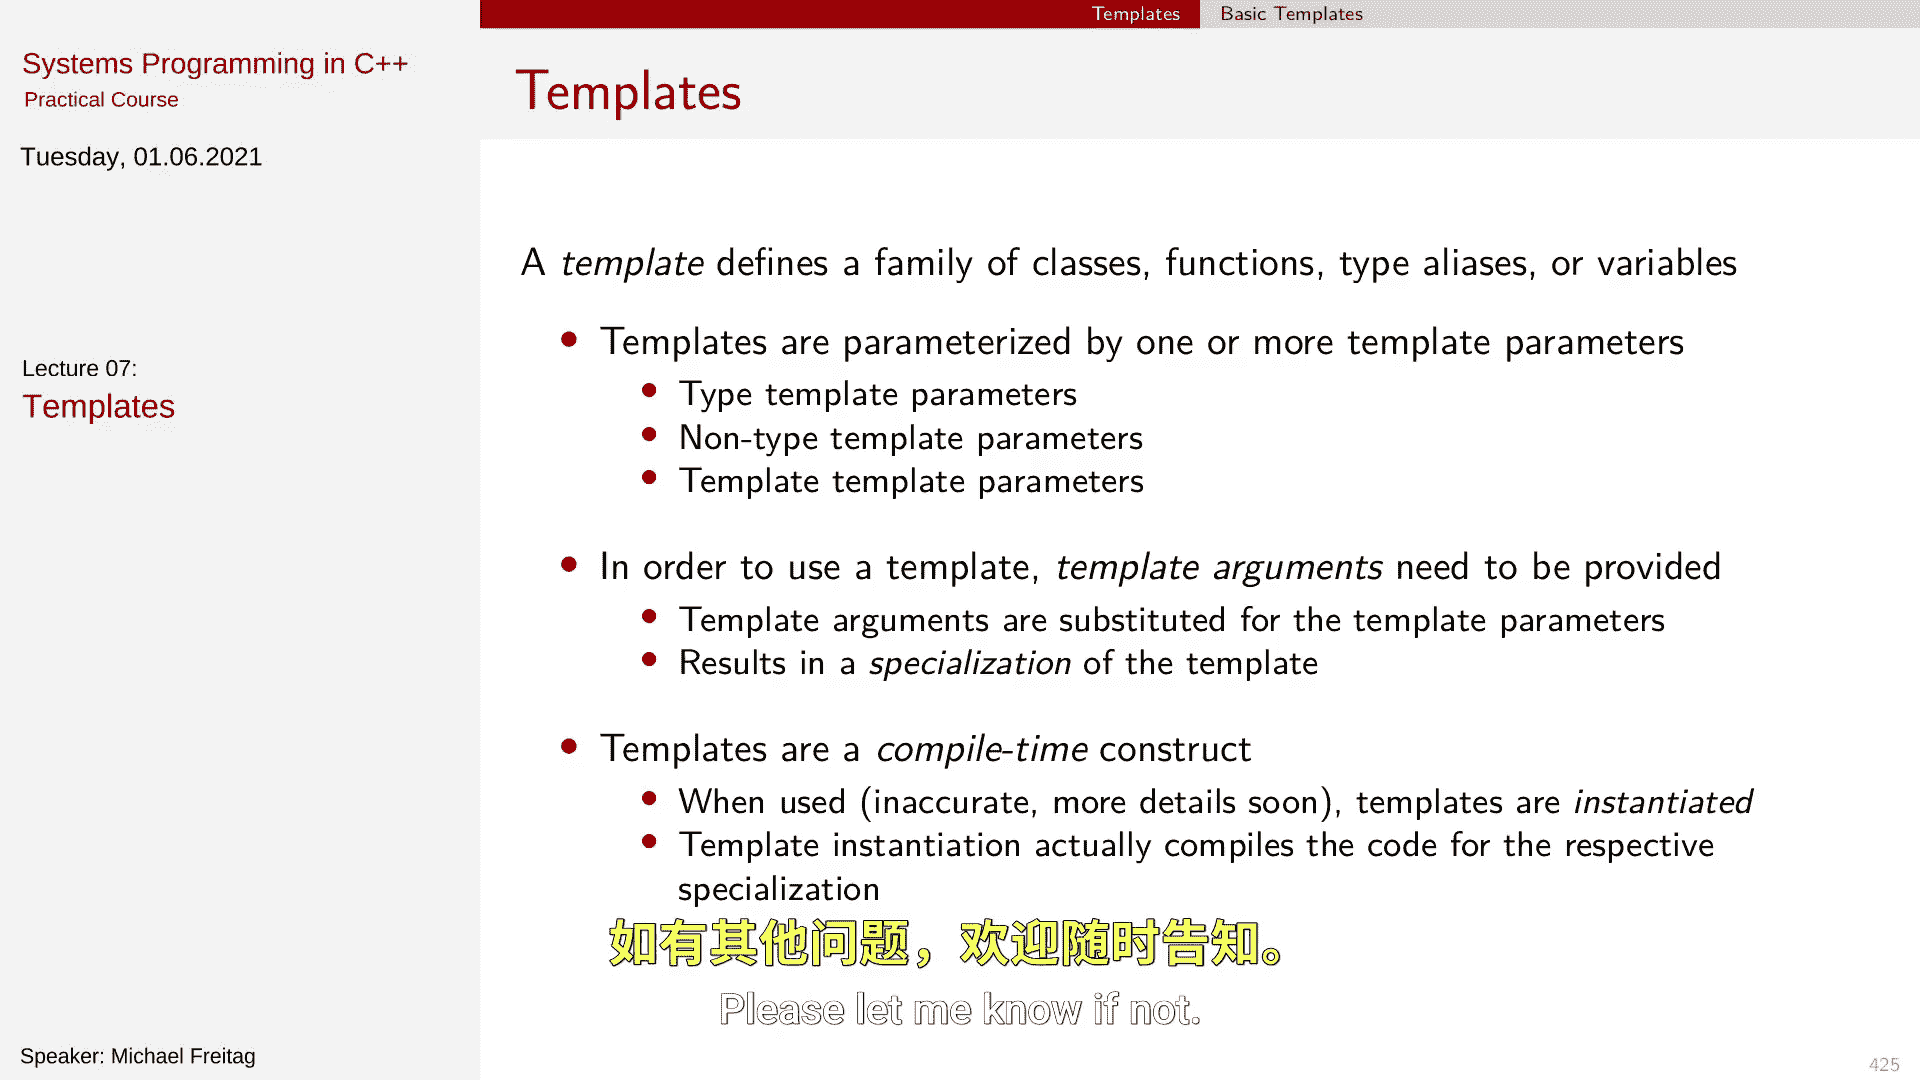 Templates
Basic Templates
Systems Programming in C++
Practical Course
Tuesday, 01.06.2021
Lecture 07:
Templates
Templates
A template defines a family of classes, functions, type aliases, or variables
• Templates are parameterized by one or more template parameters
• Type template parameters
• Non-type template parameters
• Template template parameters
• In order to use a template, template arguments need to be provided
• Template arguments are substituted for the template parameters
• Results in a specialization of the template
• Templates are a compile-time construct
• When used (inaccurate, more details soon), templates are instantiated
• Template instantiation actually compiles the code for the respective
specialization
如有其他问题，欢迎随时告知。
Please let me know if not.
Speaker: Michael Freitag
425